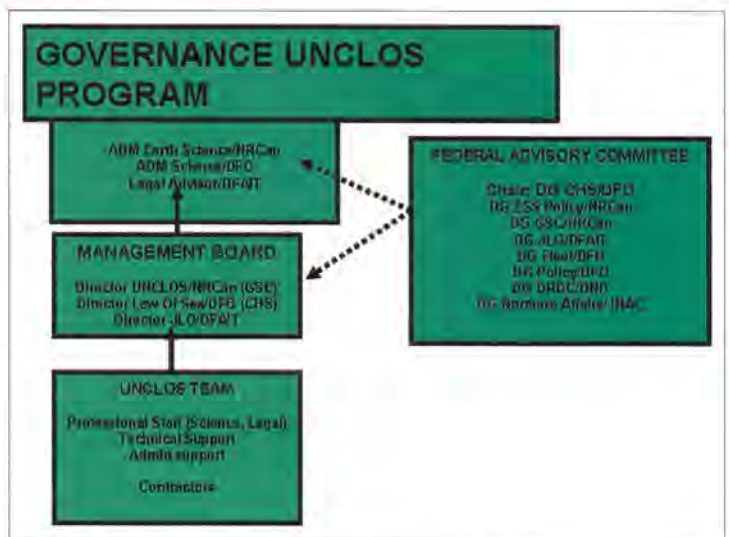 GOVERNANCE UNCLOS
PROGRAM
ADM Earth Science/NRCan
ADM Science/DFO
Legal Advisor/DFAIT
FEDERAL ADVISORY COMMITTEE
Chair: DG CHS/DFO
DG ESS Policy/NRCan
DG GSC/NRCan
DG JLO/DFAIT
DG Fleet/DFO
DG Policy/DFO
DG DRDC/DND
DG Northern Affairs/ INAC
MANAGEMENT BOARD
Director UNCLOS/NRCan (GSC)
Director Law Of Sea/DFO (CHS)
Director JLO/DFAIT
UNCLOS TEAM
Professional Staff (Science, Legal)
Technical Support
Admin support
Contractors